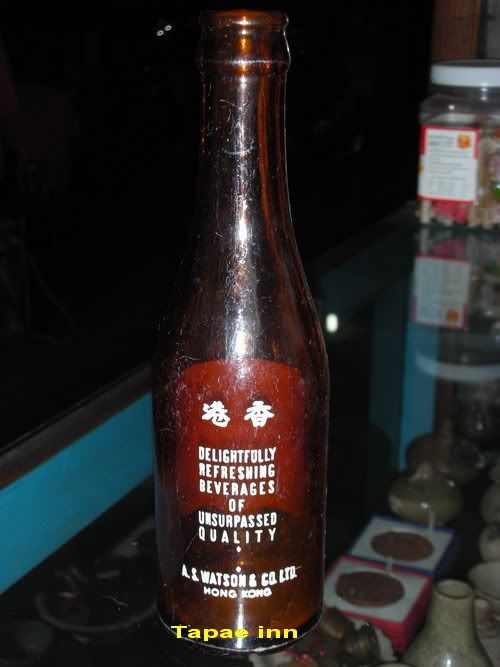 港香
DELIGHTFULLY
REFRESHING
BEVERAGES
OF
UNSURPASSED
QUALITY
A. S. WATSON & CO. LTD.
HONG KONG
Tapae inn